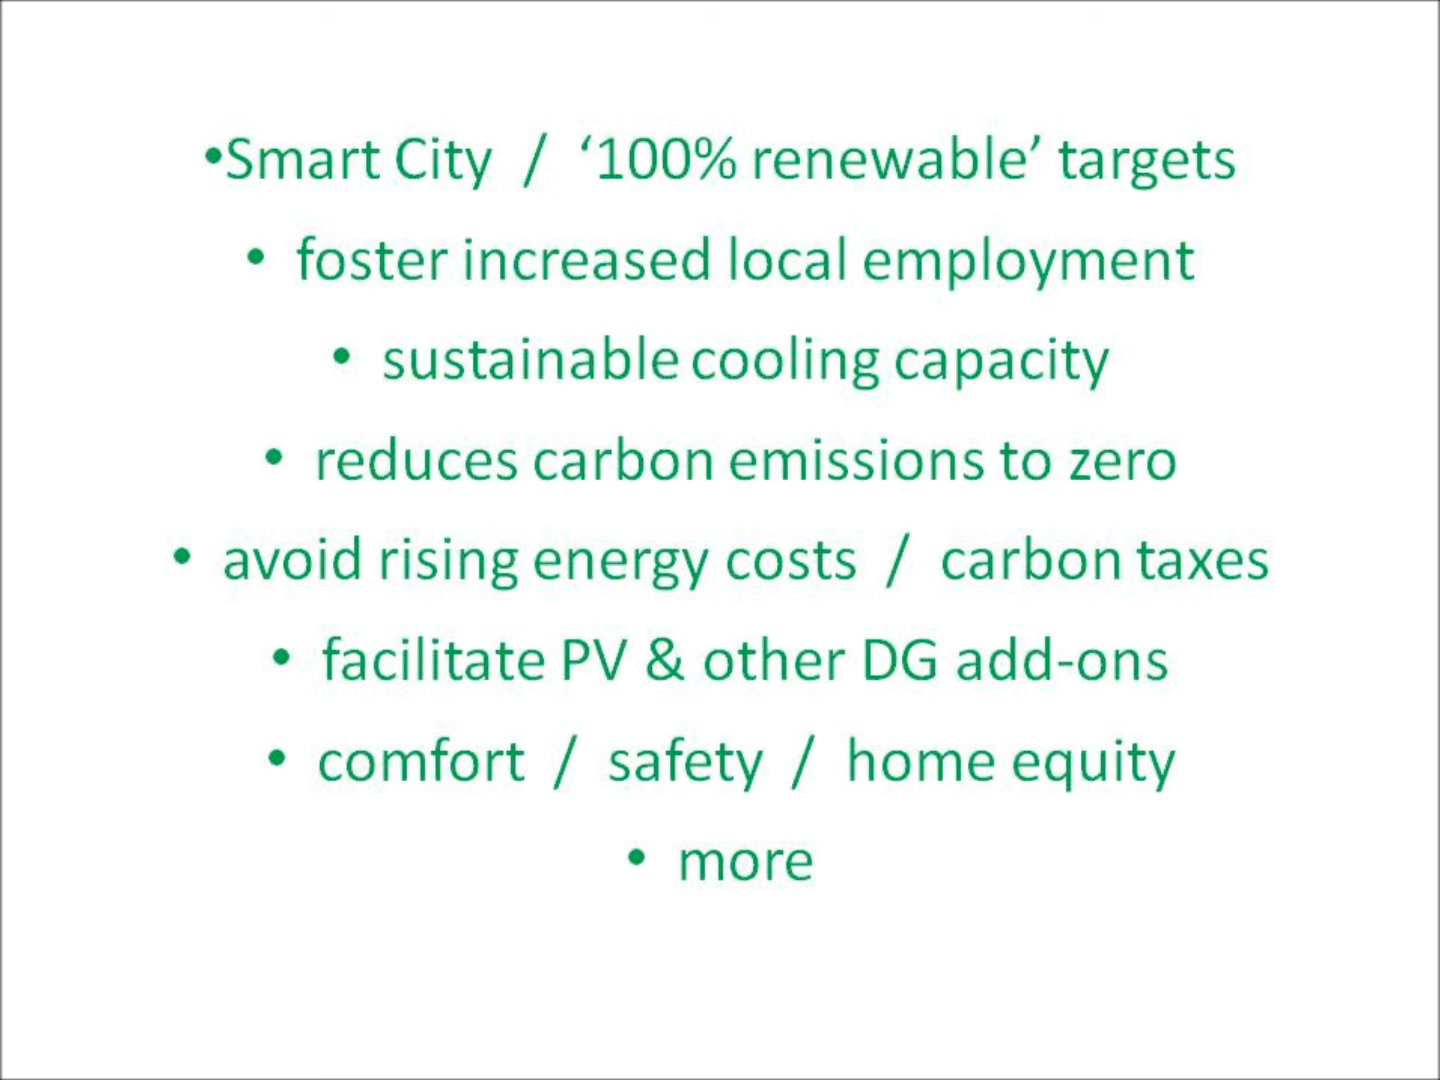 •Smart City / ‘100% renewable’ targets
• foster increased local employment
• sustainable cooling capacity
• reduces carbon emissions to zero
• avoid rising energy costs / carbon taxes
• facilitate PV & other DG add-ons
• comfort / safety / home equity
• more